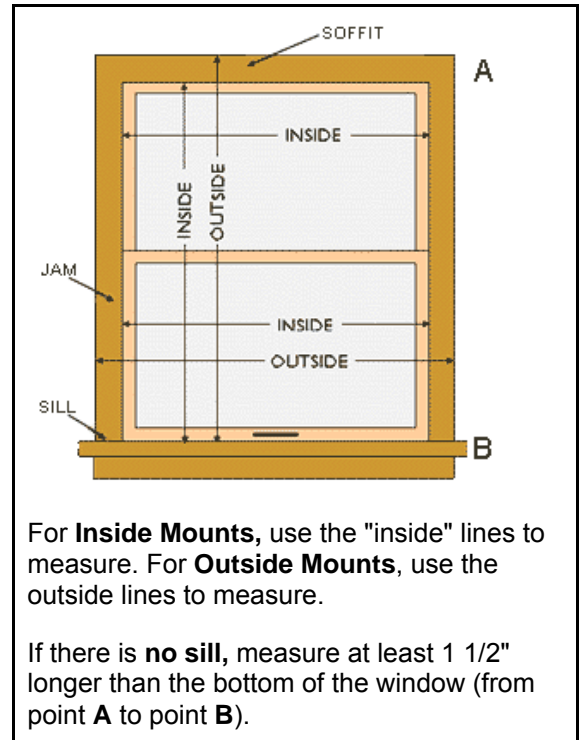 SOFFIT
A
INSIDE
INSIDE
OUTSIDE
JAM
INSIDE
OUTSIDE
SILL
B
For Inside Mounts, use the "inside" lines to
measure. For Outside Mounts, use the
outside lines to measure.
If there is no sill, measure at least 1 1/2"
longer than the bottom of the window (from
point A to point B).